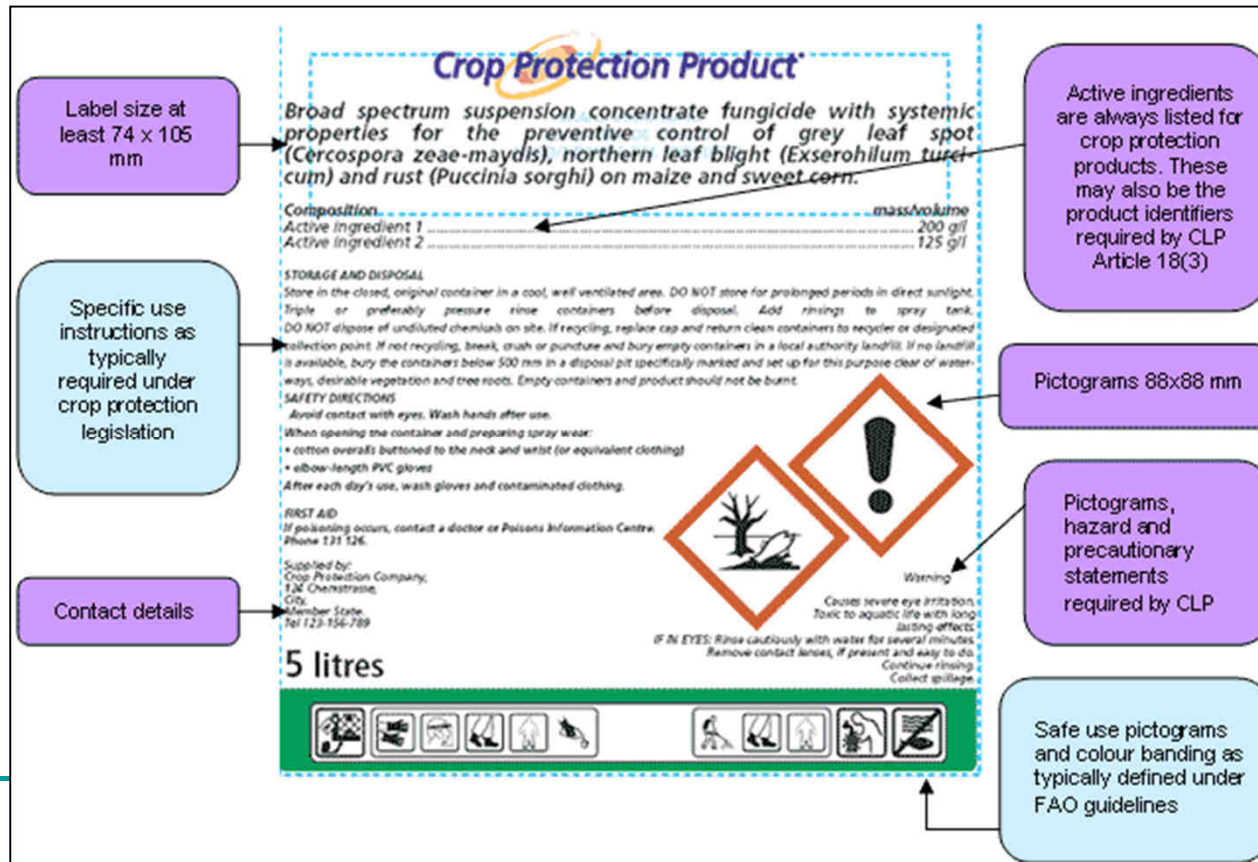 Crop Protection Product
Broad spectrum suspension concentrate fungicide with systemic
properties for the preventive control of grey leaf spot
(Cercospora zeae-maydis), northern leaf blight (Exserohilum turci-
cum) and rust (Puccinia sorghi) on maize and sweet corn.
Composition mass/volume
Active ingredient 1 200 g/l
Active ingredient 2 125 g/l
STORAGE AND DISPOSAL
Store in the closed, original container in a cool, well ventilated area. DO NOT store for prolonged periods in direct sunlight.
Triple or preferably pressure rinse containers before disposal. Add rinsings to spray tank.
DO NOT dispose of undiluted chemicals on site. If recycling, replace cap and return clean containers to recycler or designated
collection point. If not recycling, break, crush or puncture and bury empty containers in a local authority landfill. If no landfill
is available, bury the containers below 500 mm in a disposal pit specifically marked and set up for this purpose clear of water-
ways, desirable vegetation and tree roots. Empty containers and product should not be burnt.
SAFETY DIRECTIONS
Avoid contact with eyes. Wash hands after use.
When opening the container and preparing spray wear:
• cotton overalls buttoned to the neck and wrist (or equivalent clothing)
• elbow-length PVC gloves
After each day's use, wash gloves and contaminated clothing.
FIRST AID
If poisoning occurs, contact a doctor or Poisons Information Centre.
Phone 131 126.
Supplied by:
Crop Protection Company,
124 Chemstrasse,
City,
Member State.
Tel 123-156-789
5 litres
Warning
Causes severe eye irritation.
Toxic to aquatic life with long
lasting effects.
IF IN EYES: Rinse cautiously with water for several minutes.
Remove contact lenses, if present and easy to do.
Continue rinsing.
Collect spillage.
Label size at
least 74 x 105
mm
Specific use
instructions as
typically
required under
crop protection
legislation
Contact details
Active ingredients
are always listed for
crop protection
products. These
may also be the
product identifiers
required by CLP
Article 18(3)
Pictograms 88x88 mm
Pictograms,
hazard and
precautionary
statements
required by CLP
Safe use pictograms
and colour banding as
typically defined under
FAO guidelines